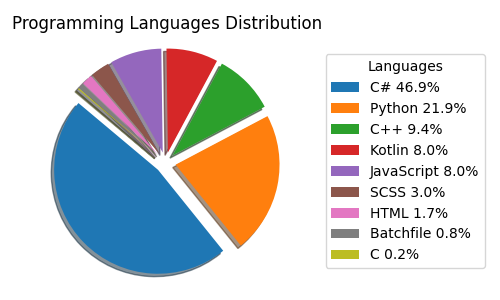 Programming Languages Distribution
Languages
C# 46.9%
Python 21.9%
C++ 9.4%
Kotlin 8.0%
JavaScript 8.0%
SCSS 3.0%
HTML 1.7%
Batchfile 0.8%
C 0.2%